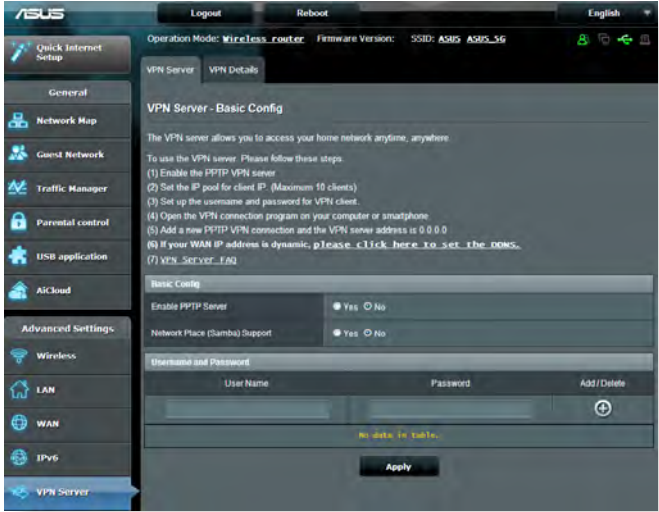 ASUS
Logout
Reboot
English
Quick Internet Setup
Operation Mode: Wireless router Firmware Version: SSID: ASUS ASUS_5G
VPN Server
VPN Details
General
Network Map
Guest Network
Traffic Manager
Parental control
USB application
AiCloud
Advanced Settings
Wireless
LAN
WAN
IPv6
VPN Server
VPN Server - Basic Config
The VPN server allows you to access your home network anytime, anywhere
To use the VPN server. Please follow these steps.
(1) Enable the PPTP VPN server
(2) Set the IP pool for client IP. (Maximum 10 clients)
(3) Set up the username and password for VPN client.
(4) Open the VPN connection program on your computer or smartphone
(5) Add a new PPTP VPN connection and the VPN server address is 0.0.0.0
(6) If your WAN IP address is dynamic, please click here to set the DDNS.
(7) VPN Server FAQ
Basic Config
Enable PPTP Server Yes No
Network Place (Samba) Support Yes No
Username and Password
User Name Password Add / Delete
No data in table.
Apply